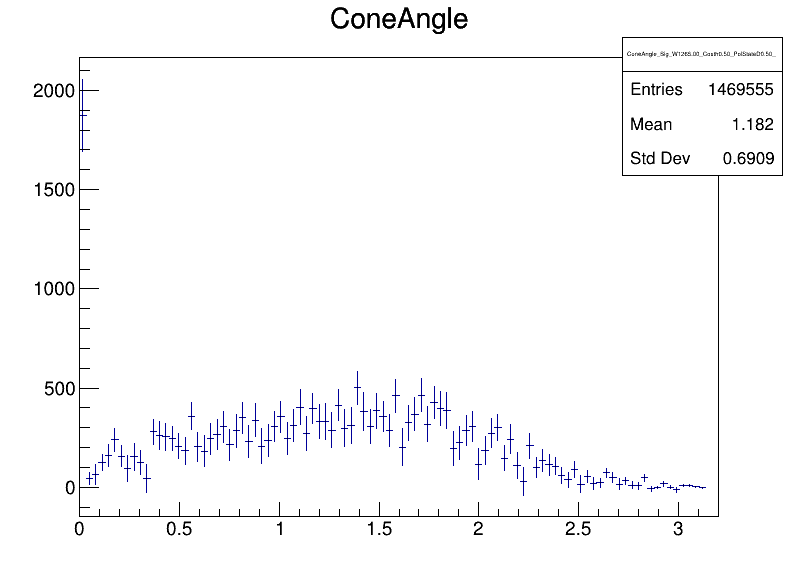 ConeAngle
ConeAngle_Sig_W1265.00_Costh0.50_PolStateD0.50_
Entries 1469555
Mean 1.182
Std Dev 0.6909
2000
1500
1000
500
0
0 0.5 1 1.5 2 2.5 3